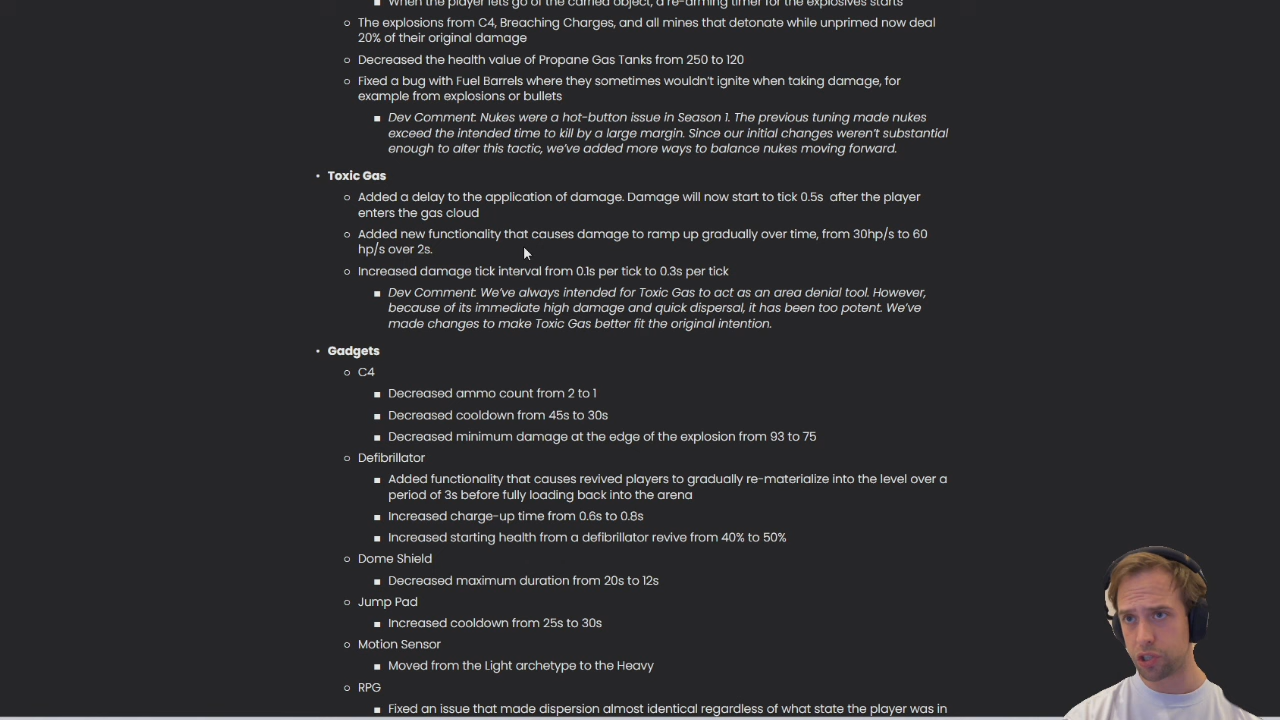 When the player lets go of the carried object, a re-arming timer for the explosives starts
The explosions from C4, Breaching Charges, and all mines that detonate while unprimed now deal
20% of their original damage
Decreased the health value of Propane Gas Tanks from 250 to 120
Fixed a bug with Fuel Barrels where they sometimes wouldn't ignite when taking damage, for
example from explosions or bullets
Dev Comment: Nukes were a hot-button issue in Season 1. The previous tuning made nukes
exceed the intended time to kill by a large margin. Since our initial changes weren't substantial
enough to alter this tactic, we've added more ways to balance nukes moving forward.
Toxic Gas
Added a delay to the application of damage. Damage will now start to tick 0.5s after the player
enters the gas cloud
Added new functionality that causes damage to ramp up gradually over time, from 30hp/s to 60
hp/s over 2s.
Increased damage tick interval from 0.1s per tick to 0.3s per tick
Dev Comment: We've always intended for Toxic Gas to act as an area denial tool. However,
because of its immediate high damage and quick dispersal, it has been too potent. We've
made changes to make Toxic Gas better fit the original intention.
Gadgets
C4
Decreased ammo count from 2 to 1
Decreased cooldown from 45s to 30s
Decreased minimum damage at the edge of the explosion from 93 to 75
Defibrillator
Added functionality that causes revived players to gradually re-materialize into the level over a
period of 3s before fully loading back into the arena
Increased charge-up time from 0.6s to 0.8s
Increased starting health from a defibrillator revive from 40% to 50%
Dome Shield
Decreased maximum duration from 20s to 12s
Jump Pad
Increased cooldown from 25s to 30s
Motion Sensor
Moved from the Light archetype to the Heavy
RPG
Fixed an issue that made dispersion almost identical regardless of what state the player was in